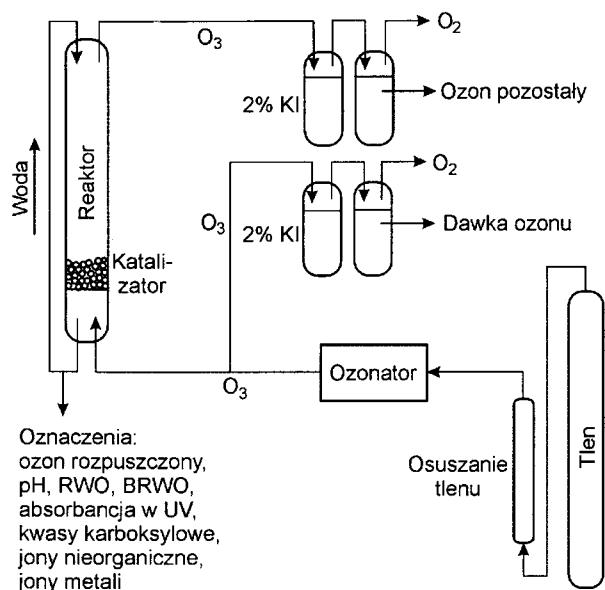 O₃
O₂
2% KI
Ozon pozostały
Woda
Reaktor
O₂
O₃
2% KI
Dawka ozonu
Katali-
zator
O₃
Ozonator
Osuszanie
tlenu
Tlen
Oznaczenia:
ozon rozpuszczony,
pH, RWO, BRWO,
absorbancja w UV,
kwasy karboksylowe,
jony nieorganiczne,
jony metali